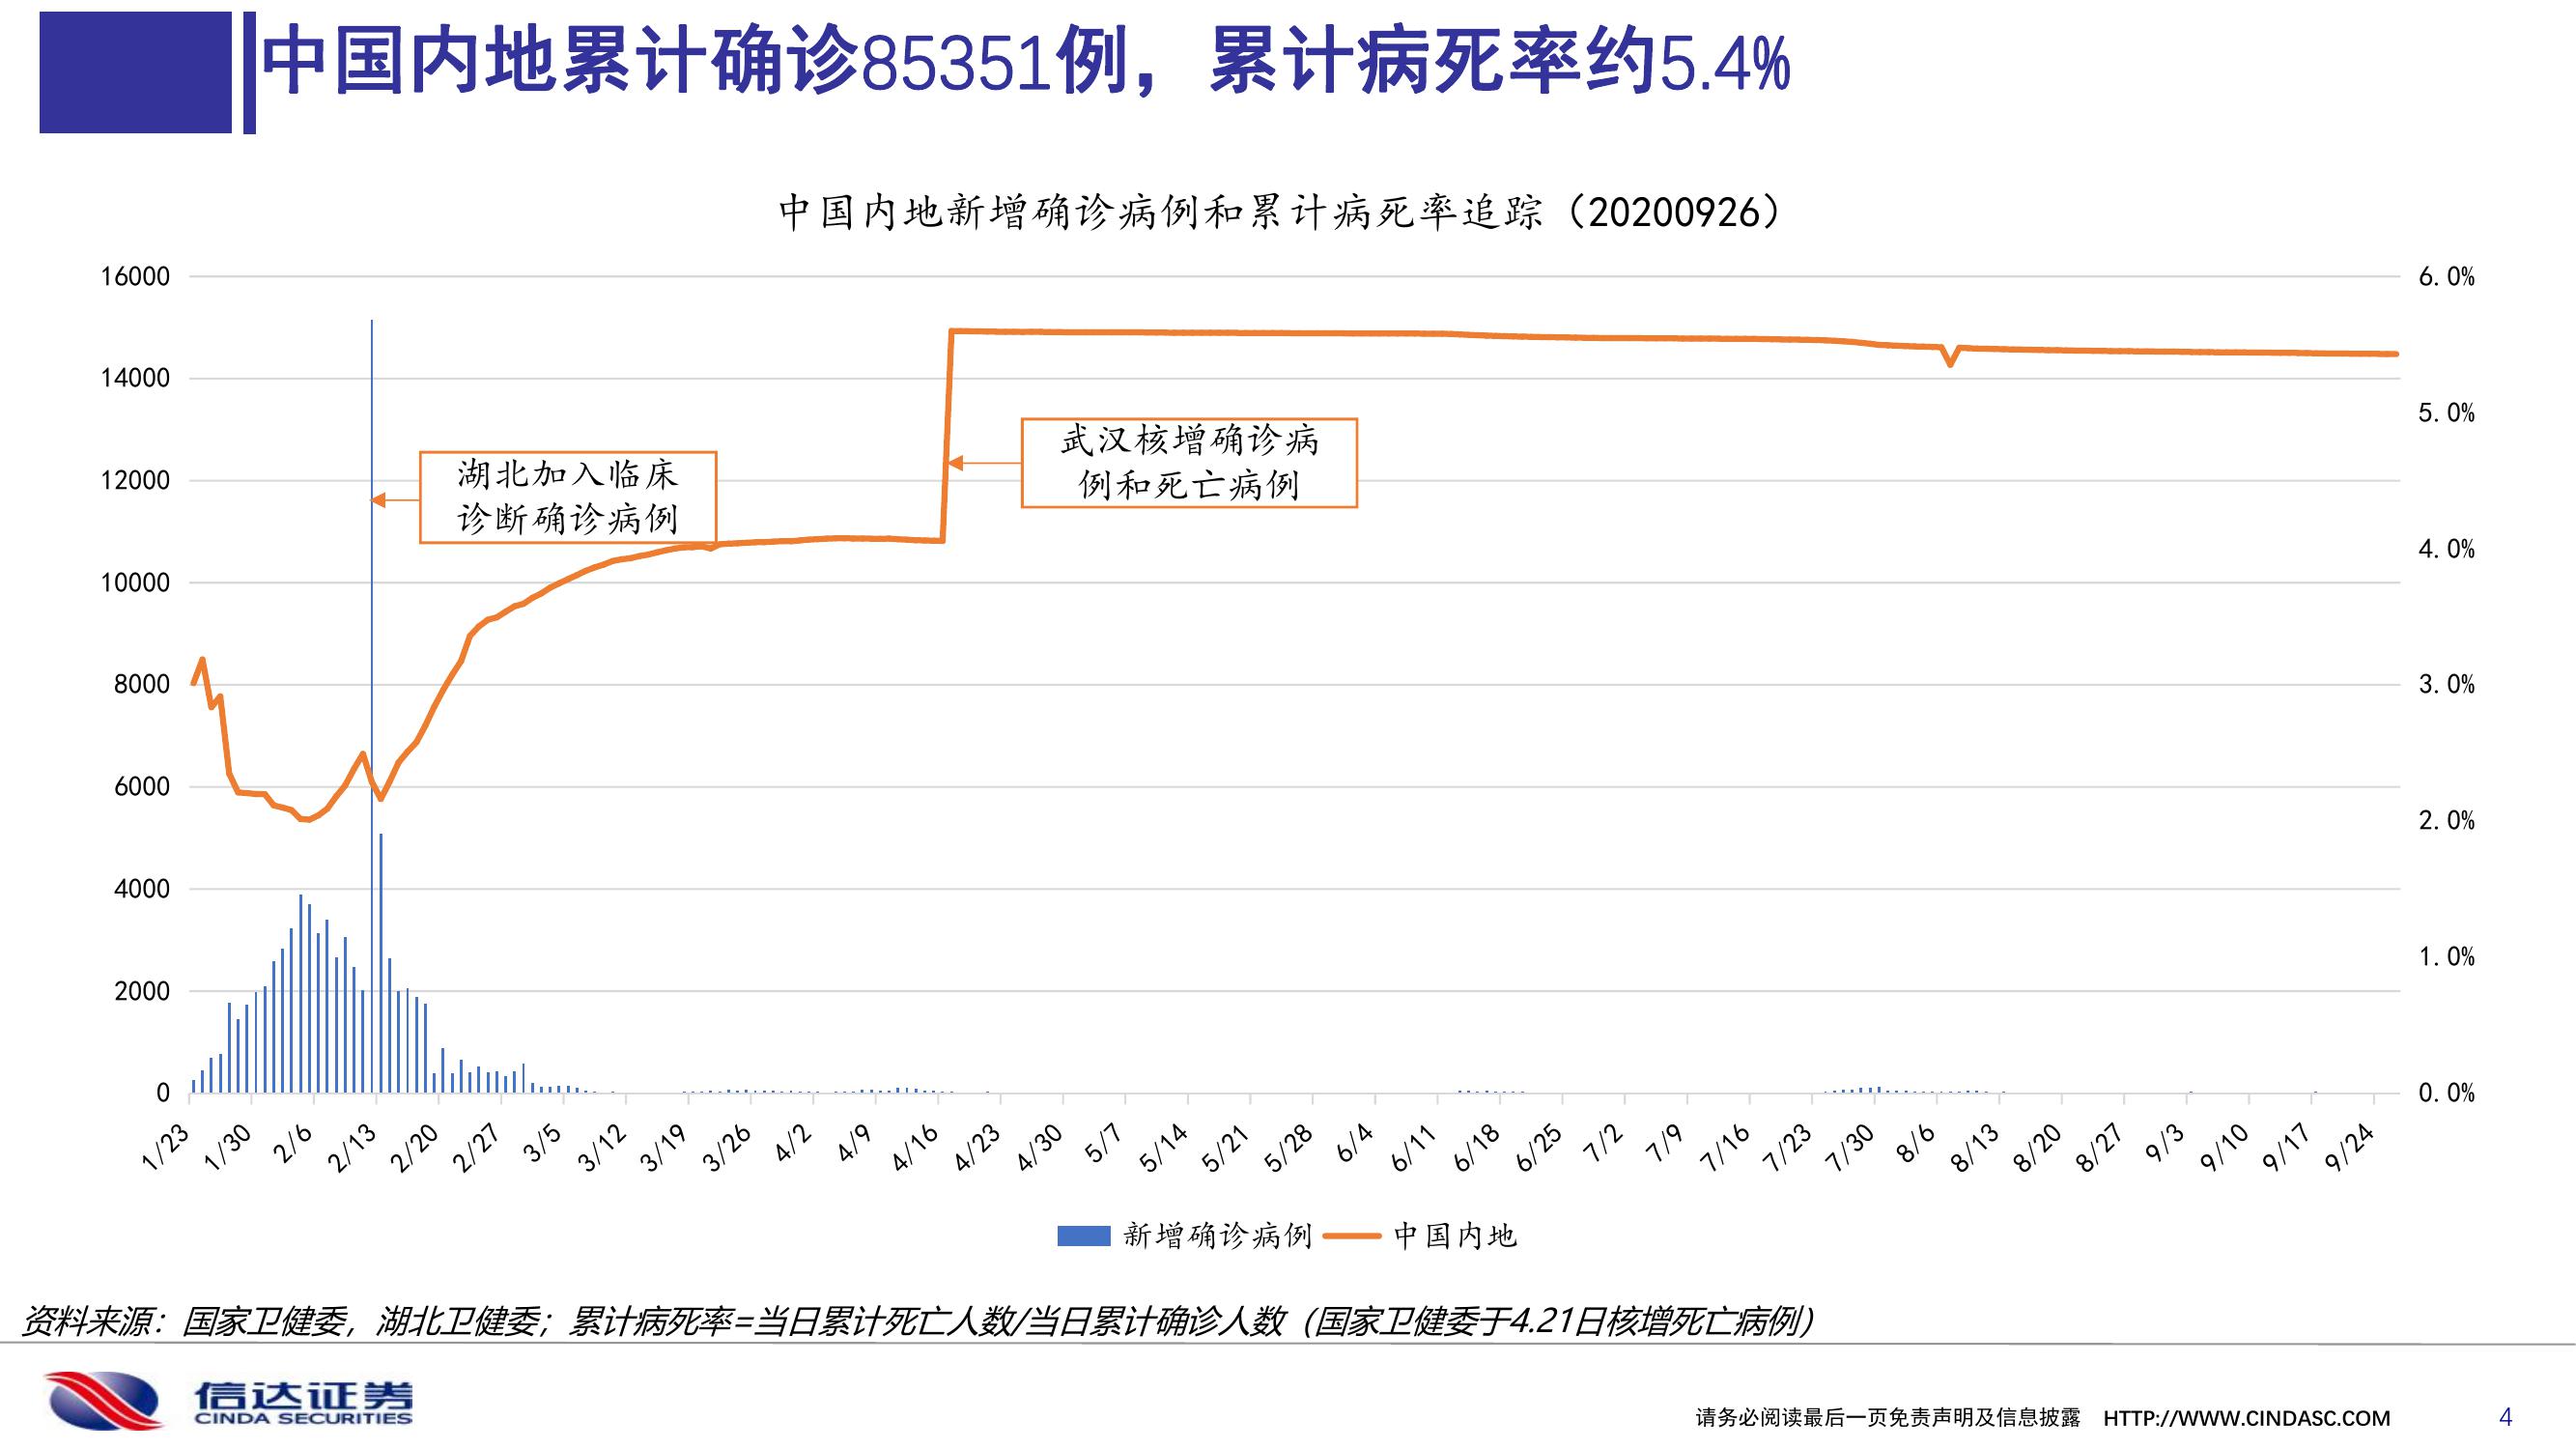 中国内地累计确诊85351例，累计病死率约5.4%
中国内地新增确诊病例和累计病死率追踪（20200926）
16000
14000
12000
10000
8000
6000
4000
2000
0
6.0%
5.0%
4.0%
3.0%
2.0%
1.0%
0.0%
湖北加入临床
诊断确诊病例
武汉核增确诊病
例和死亡病例
1/23 1/30 2/6 2/13 2/20 2/27 3/5 3/12 3/19 3/26 4/2 4/9 4/16 4/23 4/30 5/7 5/14 5/21 5/28 6/4 6/11 6/18 6/25 7/2 7/9 7/16 7/23 7/30 8/6 8/13 8/20 8/27 9/3 9/10 9/17 9/24
新增确诊病例 中国内地
资料来源：国家卫健委，湖北卫健委；累计病死率=当日累计死亡人数/当日累计确诊人数（国家卫健委于4.21日核增死亡病例）
信达证券
CINDA SECURITIES
请务必阅读最后一页免责声明及信息披露 HTTP://WWW.CINDASC.COM 4